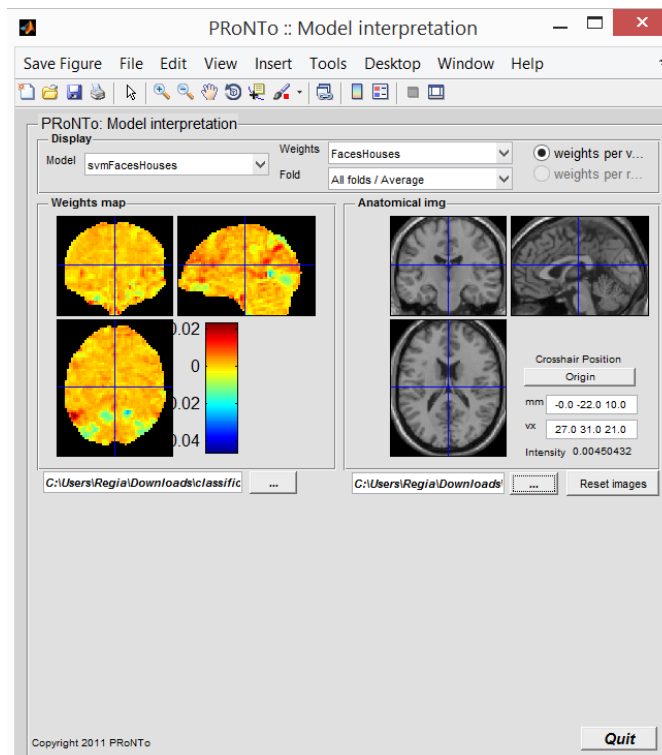 PRoNTo :: Model interpretation
Save Figure File Edit View Insert Tools Desktop Window Help
PRoNTo: Model interpretation
Display
Model svmFacesHouses
Weights FacesHouses
weights per v...
Fold All folds / Average
weights per r...
Weights map
Anatomical img
0.02
0
0.02
0.04
Crosshair Position
Origin
mm -0.0 -22.0 10.0
vx 27.0 31.0 21.0
Intensity 0.00450432
C:\Users\Regia\Downloads\classific ...
C:\Users\Regia\Downloads\ ... Reset images
Copyright 2011 PRoNTo
Quit